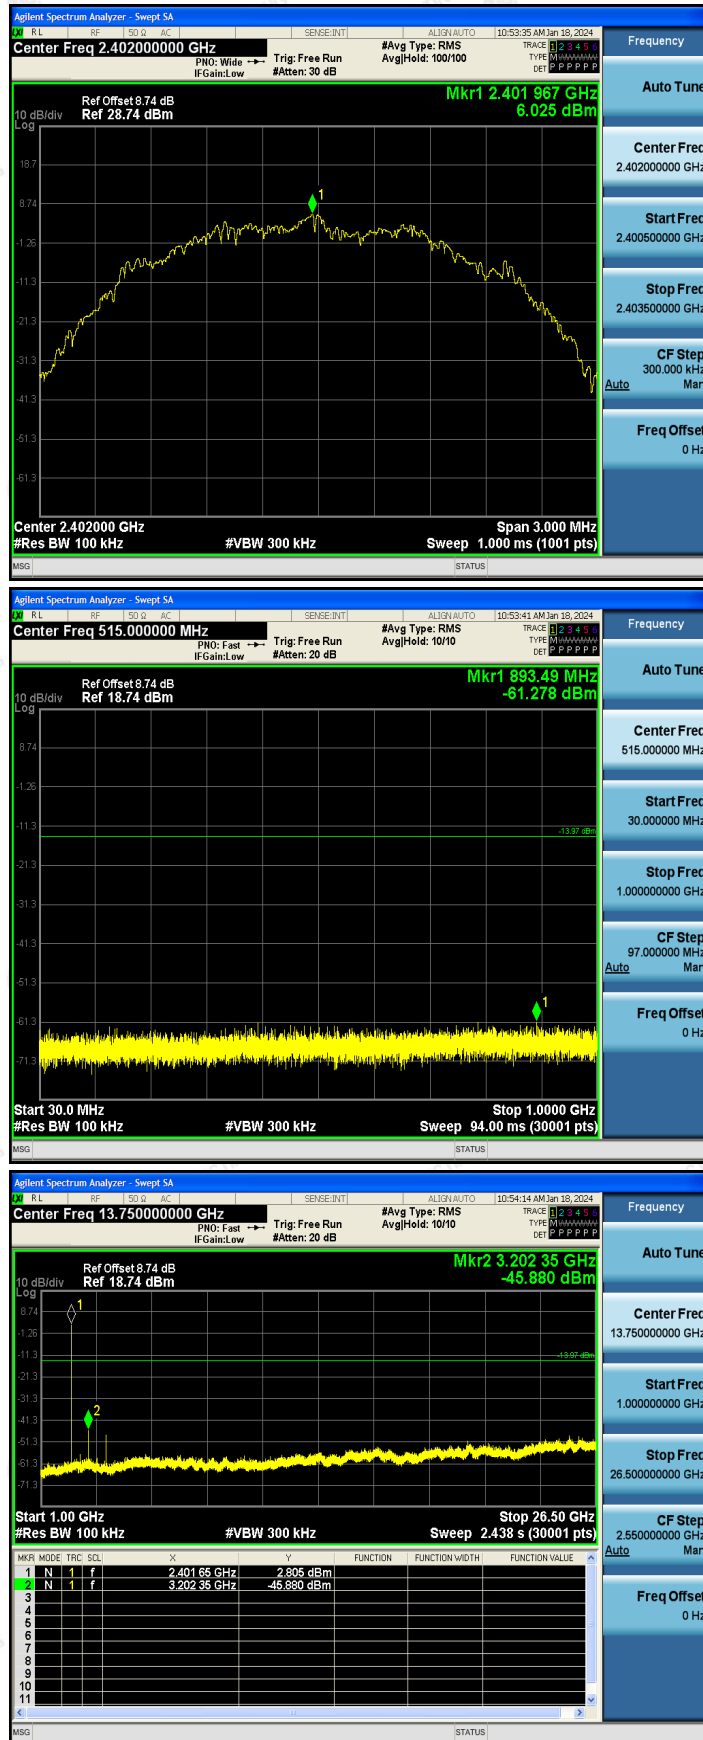 Agilent Spectrum Analyzer - Swept SA
LXI RL RF 50 Ω AC SENSE:INT ALIGN AUTO 10:53:35 AM Jan 18, 2024
Center Freq 2.402000000 GHz
PNO: Wide
IFGain:Low
Trig: Free Run
#Atten: 30 dB
#Avg Type: RMS
Avg|Hold: 100/100
TRACE 1 2 3 4 5 6
TYPE M
DET P P P P P P
Frequency
Ref Offset 8.74 dB
10 dB/div Ref 28.74 dBm
Log
Mkr1 2.401 967 GHz
6.025 dBm
1
18.7
8.74
-1.26
-11.3
-21.3
-31.3
-41.3
-51.3
-61.3
Center 2.402000 GHz Span 3.000 MHz
#Res BW 100 kHz #VBW 300 kHz Sweep 1.000 ms (1001 pts)
MSG STATUS
Auto Tune
Center Freq
2.402000000 GHz
Start Freq
2.400500000 GHz
Stop Freq
2.403500000 GHz
CF Step
300.000 kHz
Auto Man
Freq Offset
0 Hz
Agilent Spectrum Analyzer - Swept SA
LXI RL RF 50 Ω AC SENSE:INT ALIGN AUTO 10:53:41 AM Jan 18, 2024
Center Freq 515.000000 MHz
PNO: Fast
IFGain:Low
Trig: Free Run
#Atten: 20 dB
#Avg Type: RMS
Avg|Hold: 10/10
TRACE 1 2 3 4 5 6
TYPE M
DET P P P P P P
Frequency
Ref Offset 8.74 dB
10 dB/div Ref 18.74 dBm
Log
Mkr1 893.49 MHz
-61.278 dBm
8.74
-1.26
-11.3
-13.97 dBm
-21.3
-31.3
-41.3
-51.3
-61.3
-71.3
1
Start 30.0 MHz Stop 1.0000 GHz
#Res BW 100 kHz #VBW 300 kHz Sweep 94.00 ms (30001 pts)
MSG STATUS
Auto Tune
Center Freq
515.000000 MHz
Start Freq
30.000000 MHz
Stop Freq
1.000000000 GHz
CF Step
97.000000 MHz
Auto Man
Freq Offset
0 Hz
Agilent Spectrum Analyzer - Swept SA
LXI RL RF 50 Ω AC SENSE:INT ALIGN AUTO 10:54:14 AM Jan 18, 2024
Center Freq 13.750000000 GHz
PNO: Fast
IFGain:Low
Trig: Free Run
#Atten: 20 dB
#Avg Type: RMS
Avg|Hold: 10/10
TRACE 1 2 3 4 5 6
TYPE M
DET P P P P P P
Frequency
Ref Offset 8.74 dB
10 dB/div Ref 18.74 dBm
Log
Mkr2 3.202 35 GHz
-45.880 dBm
1
8.74
-1.26
-11.3
-13.97 dBm
-21.3
-31.3
-41.3
2
-51.3
-61.3
-71.3
Start 1.00 GHz Stop 26.50 GHz
#Res BW 100 kHz #VBW 300 kHz Sweep 2.438 s (30001 pts)
MKR MODE TRC SCL X Y FUNCTION FUNCTION WIDTH FUNCTION VALUE
1 N 1 f 2.401 65 GHz 2.805 dBm
2 N 1 f 3.202 35 GHz -45.880 dBm
3
4
5
6
7
8
9
10
11
MSG STATUS
Auto Tune
Center Freq
13.750000000 GHz
Start Freq
1.000000000 GHz
Stop Freq
26.500000000 GHz
CF Step
2.550000000 GHz
Auto Man
Freq Offset
0 Hz